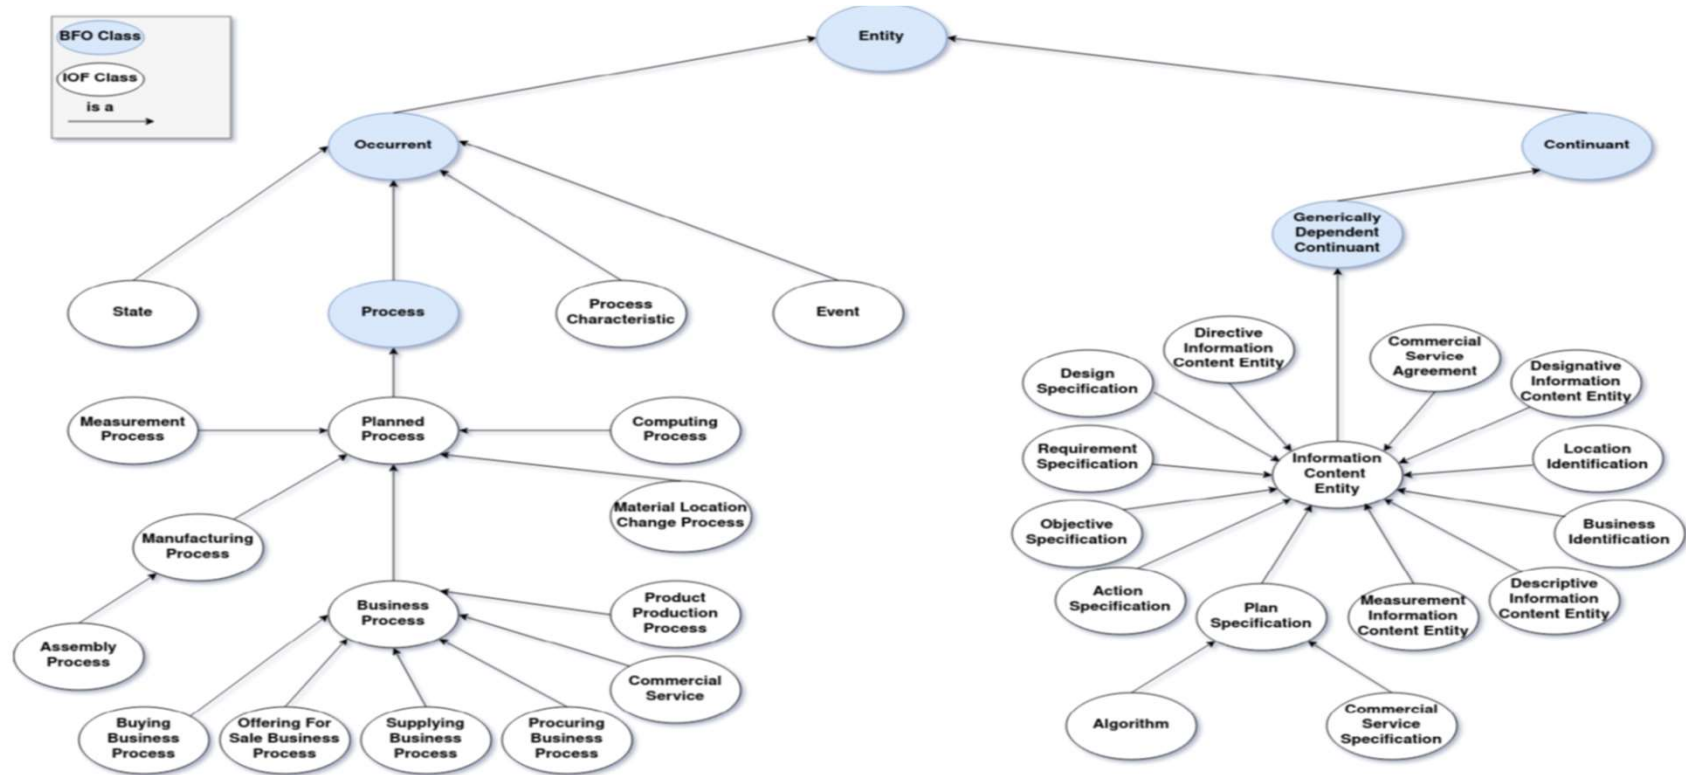 BFO Class
IOF Class
is a
Entity
Occurrent
Continuant
Generically
Dependent
Continuant
State
Process
Process
Characteristic
Event
Directive
Information
Content Entity
Commercial
Service
Agreement
Design
Specification
Designative
Information
Content Entity
Measurement
Process
Planned
Process
Computing
Process
Requirement
Specification
Information
Content
Entity
Location
Identification
Material Location
Change Process
Manufacturing
Process
Objective
Specification
Business
Identification
Action
Specification
Plan
Specification
Measurement
Information
Content Entity
Descriptive
Information
Content Entity
Business
Process
Product
Production
Process
Assembly
Process
Commercial
Service
Buying
Business
Process
Offering For
Sale Business
Process
Supplying
Business
Process
Procuring
Business
Process
Algorithm
Commercial
Service
Specification